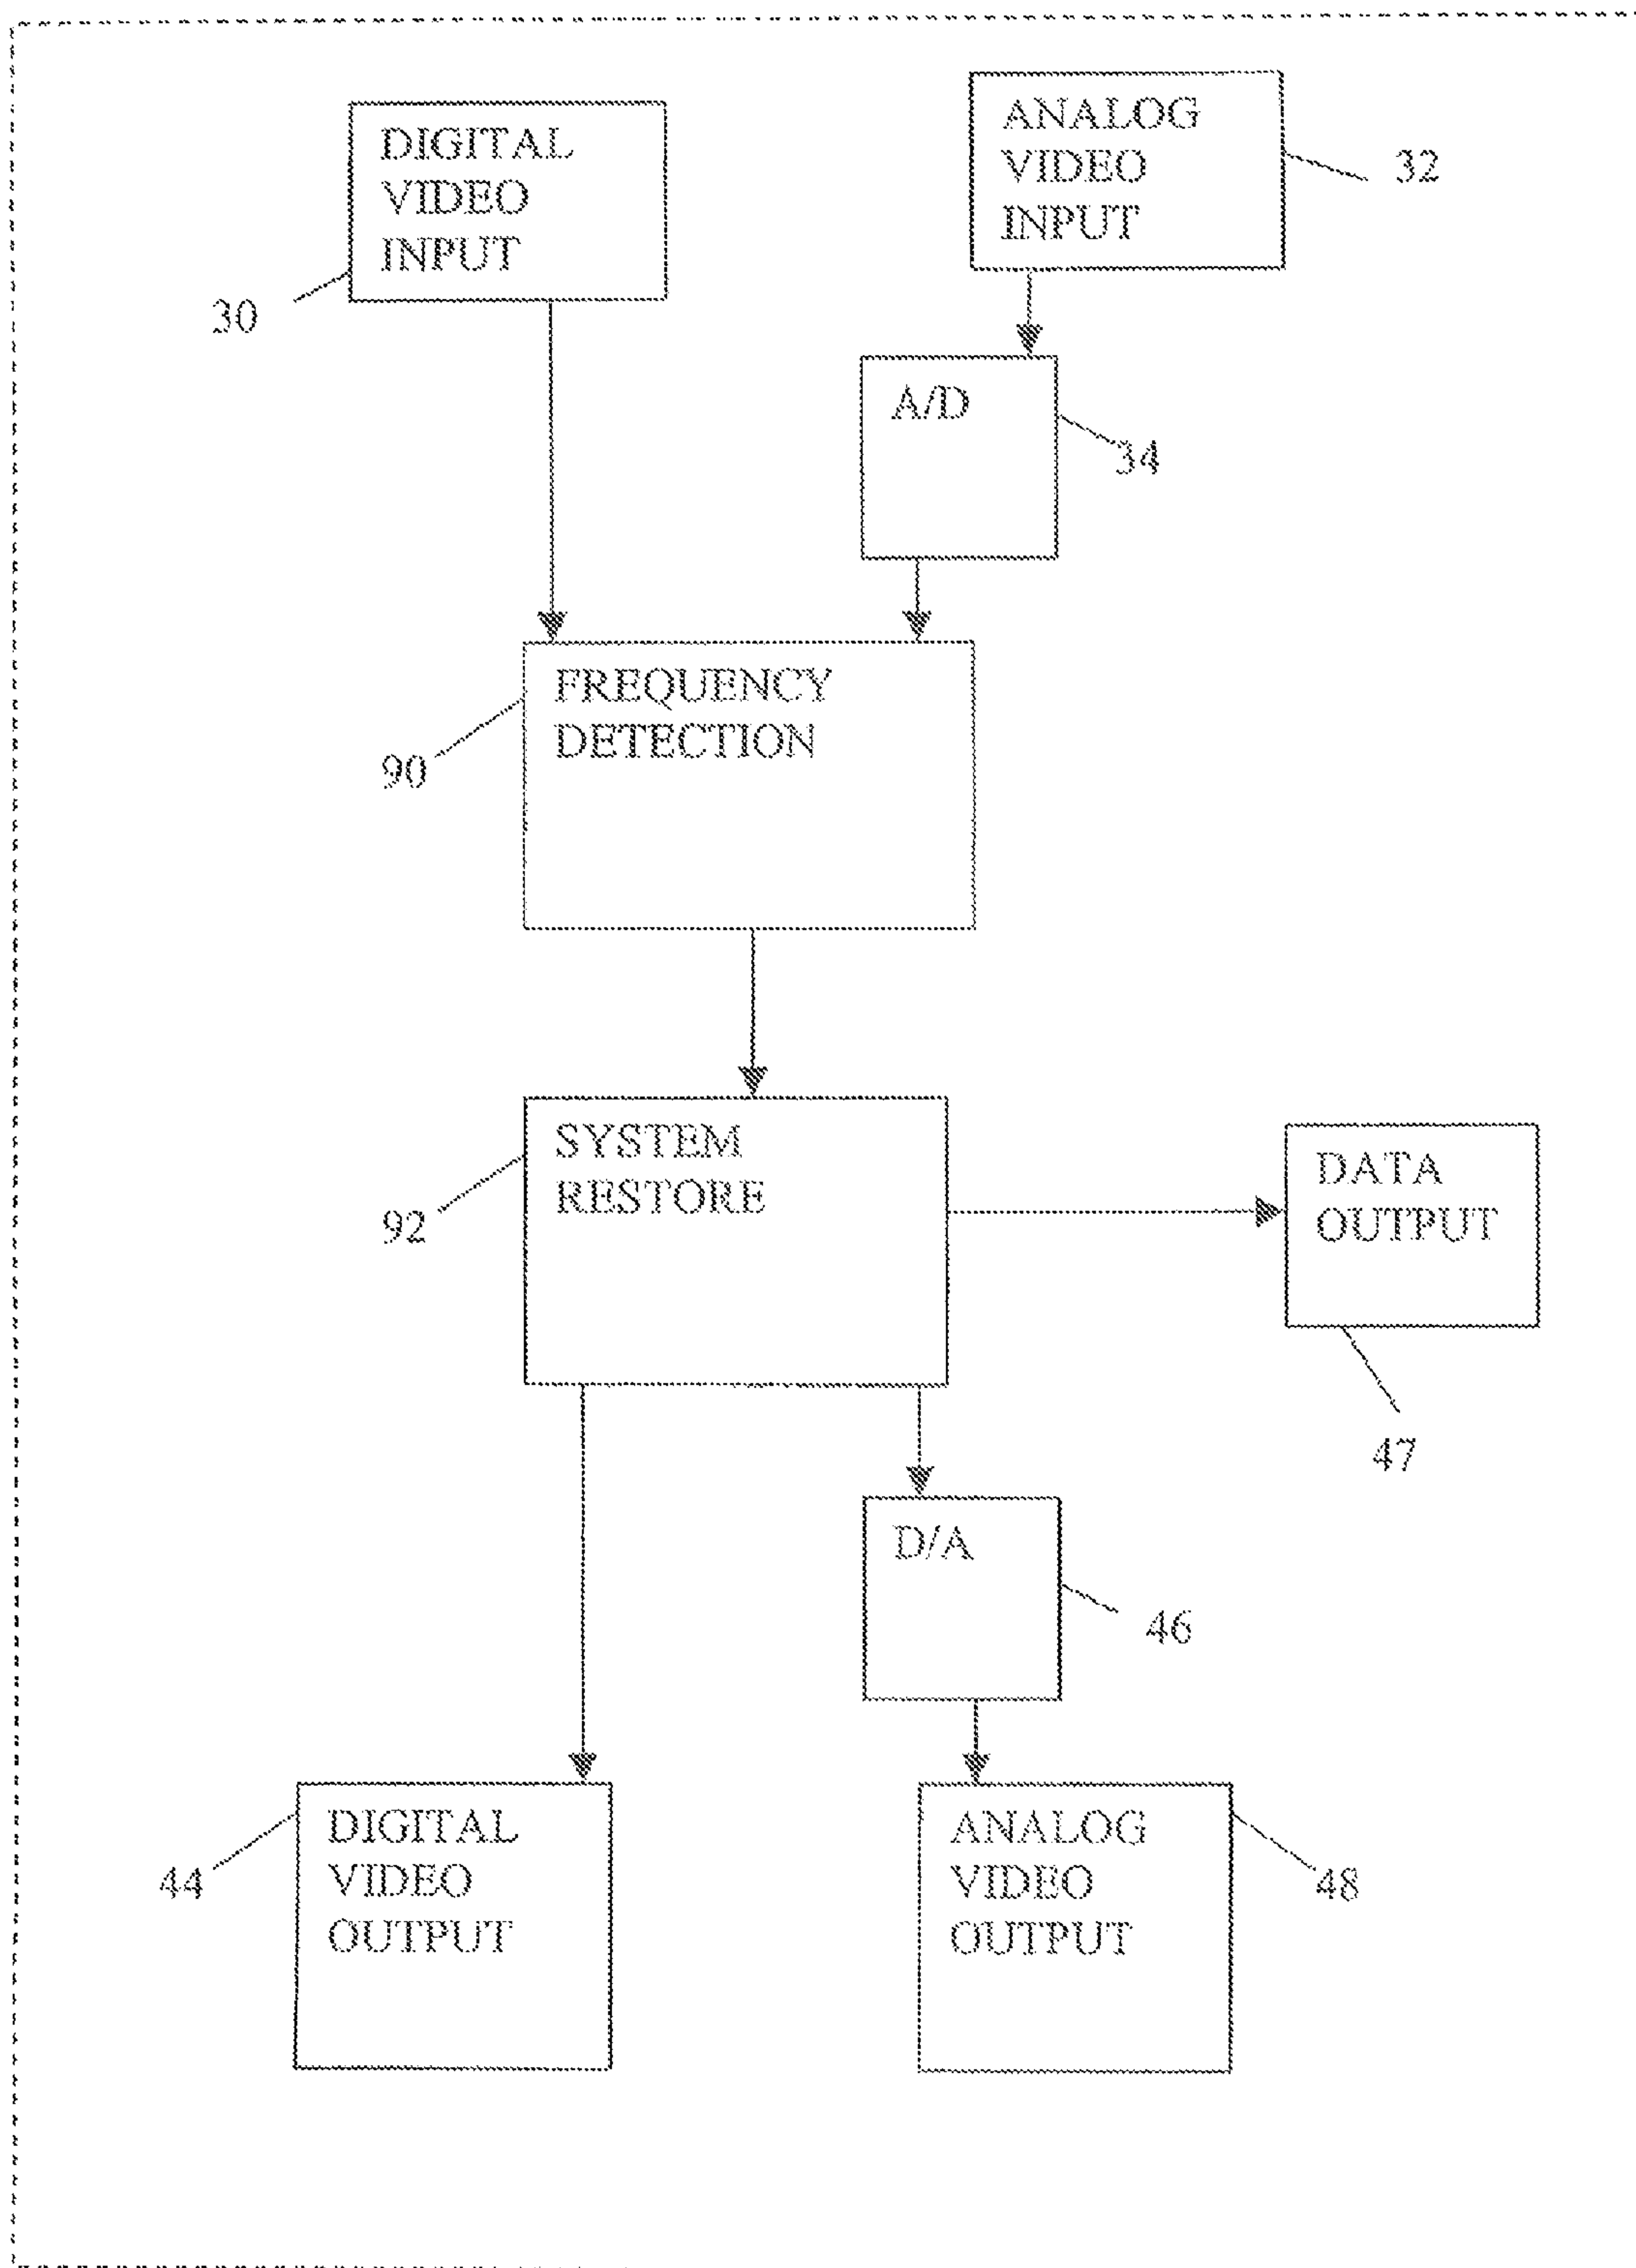 DIGITAL
VIDEO
INPUT
30
ANALOG
VIDEO
INPUT
32
A/D
34
FREQUENCY
DETECTION
90
SYSTEM
RESTORE
92
DATA
OUTPUT
47
D/A
46
DIGITAL
VIDEO
OUTPUT
44
ANALOG
VIDEO
OUTPUT
48